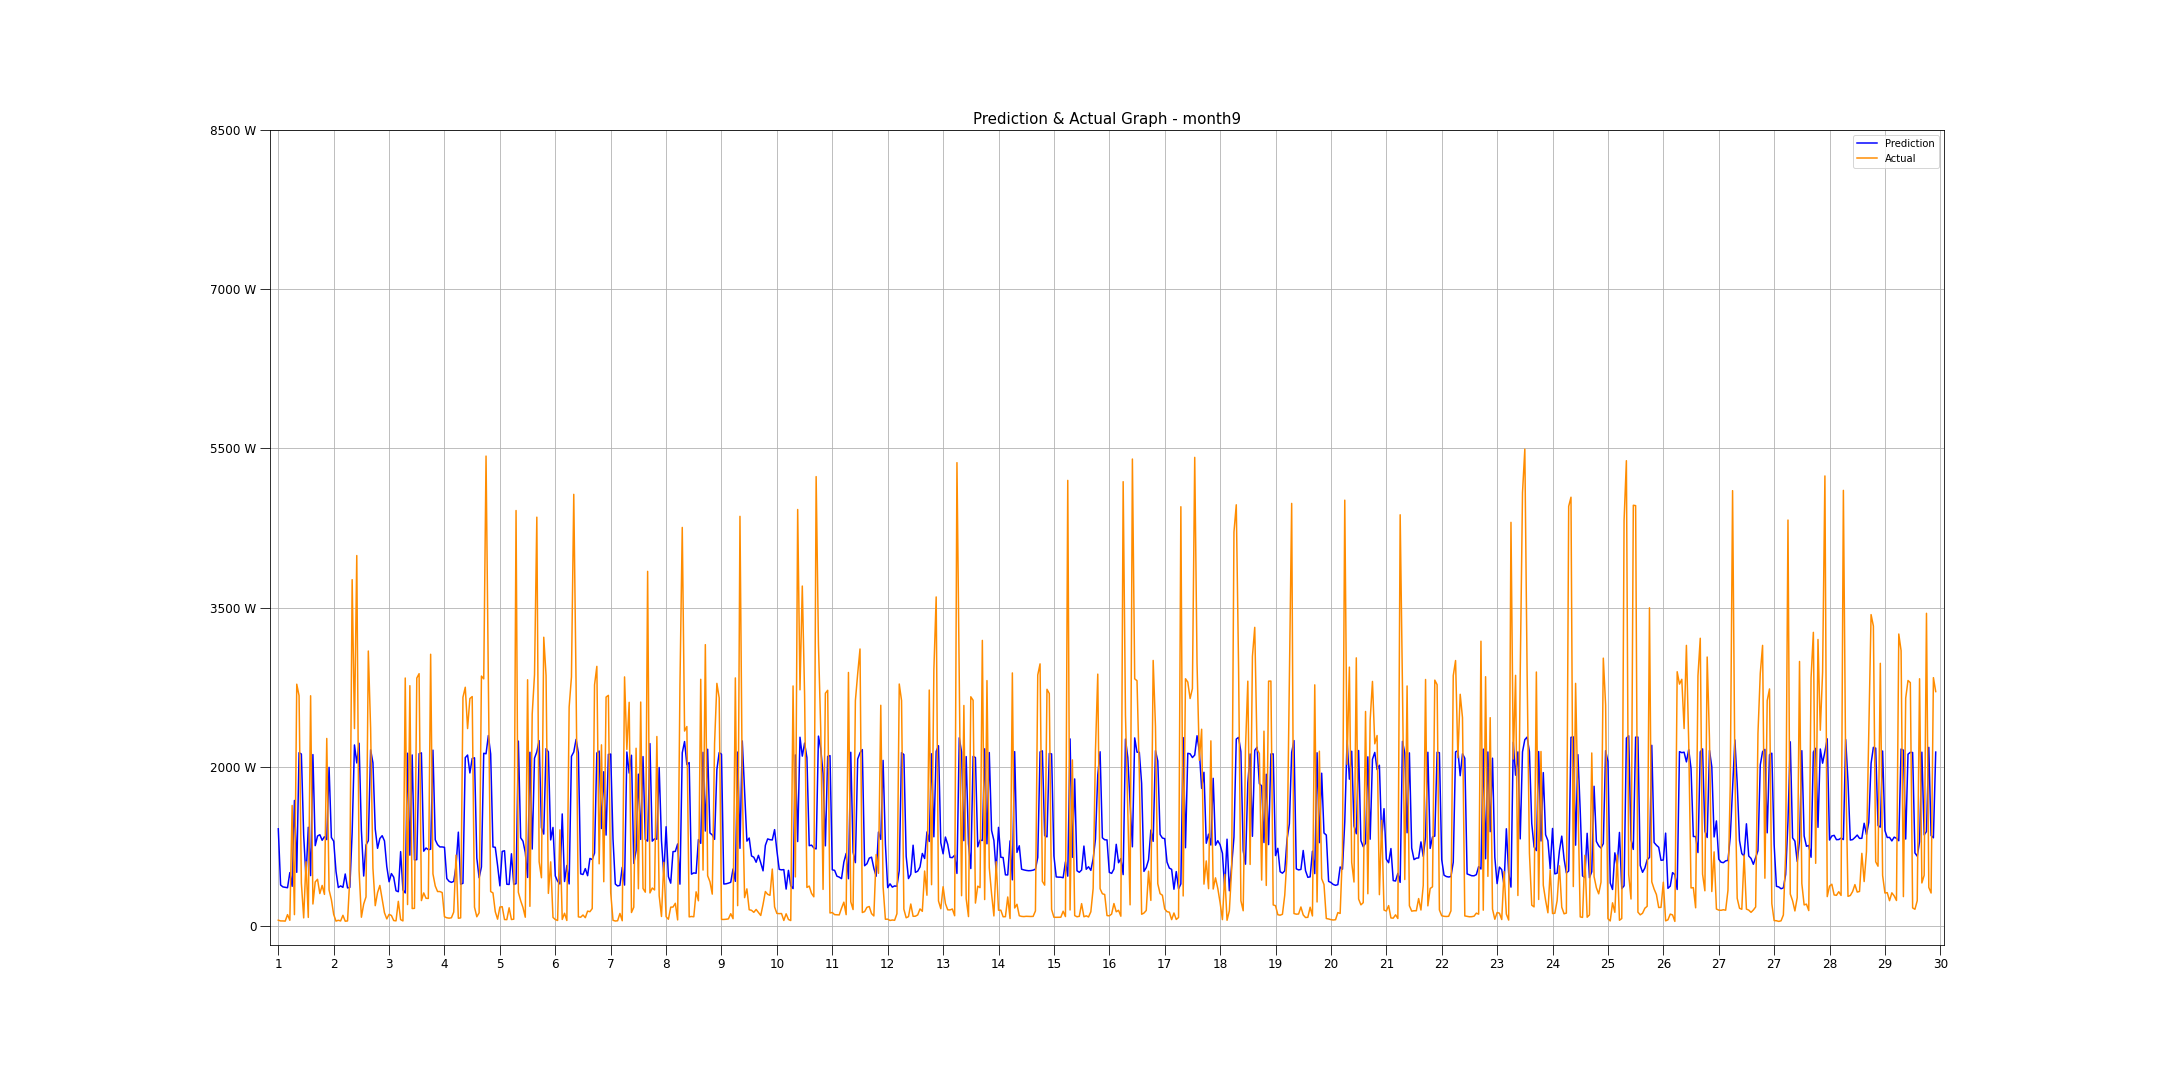 Prediction & Actual Graph - month9
8500 W
7000 W
5500 W
3500 W
2000 W
0
Prediction
Actual
1 2 3 4 5 6 7 8 9 10 11 12 13 14 15 16 17 18 19 20 21 22 23 24 25 26 27 27 28 29 30